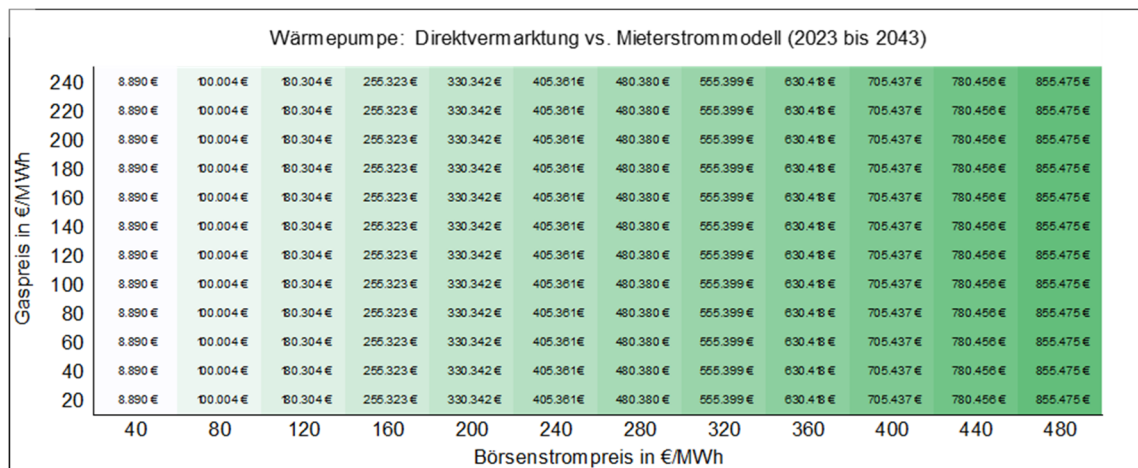 Wärmepumpe: Direktvermarktung vs. Mieterstrommodell (2023 bis 2043)
Gaspreis in €/MWh
240 8.890 € 100.004 € 180.304 € 255.323 € 330.342 € 405.361 € 480.380 € 555.399 € 630.418 € 705.437 € 780.456 € 855.475 €
220 8.890 € 100.004 € 180.304 € 255.323 € 330.342 € 405.361 € 480.380 € 555.399 € 630.418 € 705.437 € 780.456 € 855.475 €
200 8.890 € 100.004 € 180.304 € 255.323 € 330.342 € 405.361 € 480.380 € 555.399 € 630.418 € 705.437 € 780.456 € 855.475 €
180 8.890 € 100.004 € 180.304 € 255.323 € 330.342 € 405.361 € 480.380 € 555.399 € 630.418 € 705.437 € 780.456 € 855.475 €
160 8.890 € 100.004 € 180.304 € 255.323 € 330.342 € 405.361 € 480.380 € 555.399 € 630.418 € 705.437 € 780.456 € 855.475 €
140 8.890 € 100.004 € 180.304 € 255.323 € 330.342 € 405.361 € 480.380 € 555.399 € 630.418 € 705.437 € 780.456 € 855.475 €
120 8.890 € 100.004 € 180.304 € 255.323 € 330.342 € 405.361 € 480.380 € 555.399 € 630.418 € 705.437 € 780.456 € 855.475 €
100 8.890 € 100.004 € 180.304 € 255.323 € 330.342 € 405.361 € 480.380 € 555.399 € 630.418 € 705.437 € 780.456 € 855.475 €
80 8.890 € 100.004 € 180.304 € 255.323 € 330.342 € 405.361 € 480.380 € 555.399 € 630.418 € 705.437 € 780.456 € 855.475 €
60 8.890 € 100.004 € 180.304 € 255.323 € 330.342 € 405.361 € 480.380 € 555.399 € 630.418 € 705.437 € 780.456 € 855.475 €
40 8.890 € 100.004 € 180.304 € 255.323 € 330.342 € 405.361 € 480.380 € 555.399 € 630.418 € 705.437 € 780.456 € 855.475 €
20 8.890 € 100.004 € 180.304 € 255.323 € 330.342 € 405.361 € 480.380 € 555.399 € 630.418 € 705.437 € 780.456 € 855.475 €
40 80 120 160 200 240 280 320 360 400 440 480
Börsenstrompreis in €/MWh